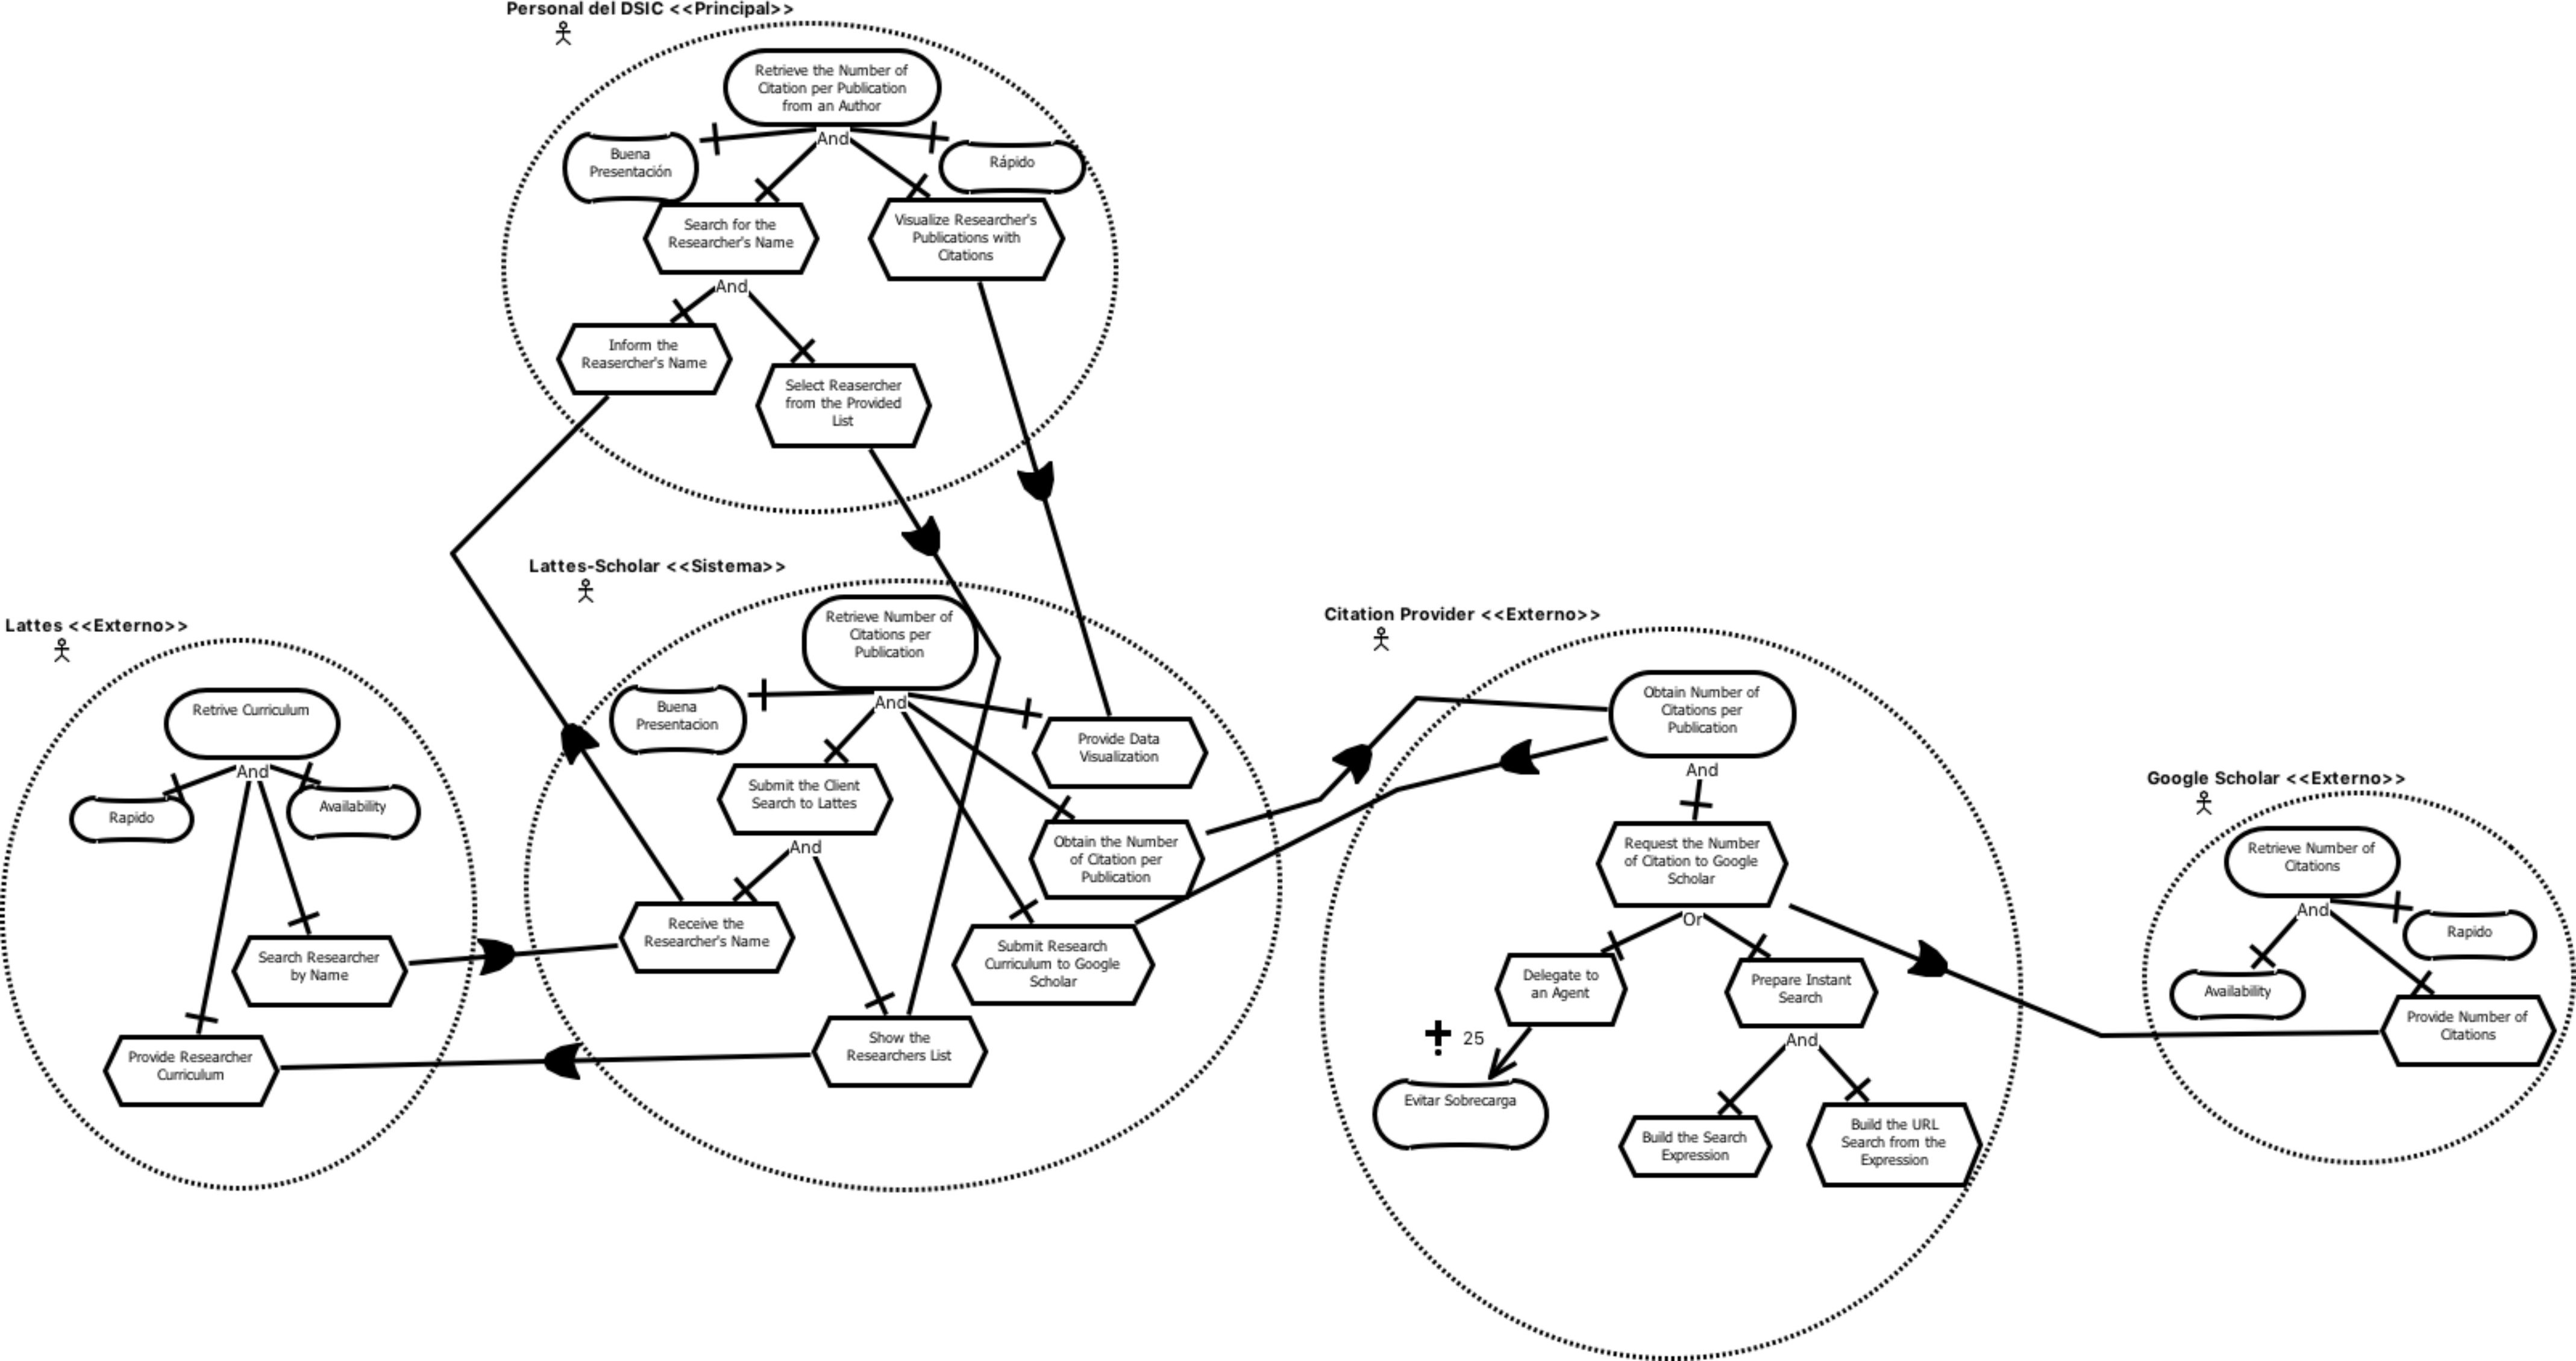 Personal del DSIC <<Principal>>
Retrieve the Number of
Citation per Publication
from an Author
And
Buena
Presentación
Rápido
Search for the
Researcher's Name
Visualize Researcher's
Publications with
Citations
And
Inform the
Reasercher's Name
Select Reasercher
from the Provided
List
Lattes-Scholar <<Sistema>>
Retrieve Number of
Citations per
Publication
And
Buena
Presentacion
Provide Data
Visualization
Submit the Client
Search to Lattes
And
Obtain the Number
of Citation per
Publication
Receive the
Researcher's Name
Submit Research
Curriculum to Google
Scholar
Show the
Researchers List
Lattes <<Externo>>
Retrive Curriculum
And
Rapido
Availability
Search Researcher
by Name
Provide Researcher
Curriculum
Citation Provider <<Externo>>
Obtain Number of
Citations per
Publication
And
Request the Number
of Citation to Google
Scholar
Or
Delegate to
an Agent
Prepare Instant
Search
25
And
Evitar Sobrecarga
Build the Search
Expression
Build the URL
Search from the
Expression
Google Scholar <<Externo>>
Retrieve Number of
Citations
And
Rapido
Availability
Provide Number of
Citations